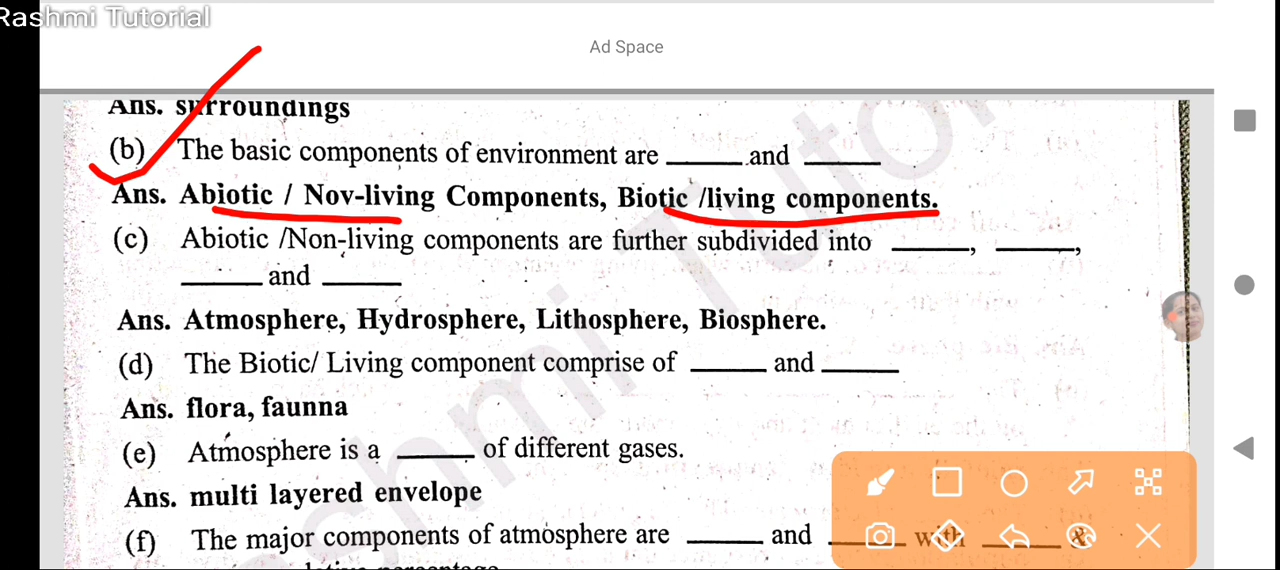 Rashmi Tutorial
Ad Space
Ans. surroundings
(b) The basic components of environment are ______ and ______
Ans. Abiotic / Nov-living Components, Biotic /living components.
(c) Abiotic /Non-living components are further subdivided into ______, ______,
______ and ______
Ans. Atmosphere, Hydrosphere, Lithosphere, Biosphere.
(d) The Biotic/ Living component comprise of ______ and ______
Ans. flora, faunna
(e) Atmosphere is a ______ of different gases.
Ans. multi layered envelope
(f) The major components of atmosphere are ______ and ______ with ______ &